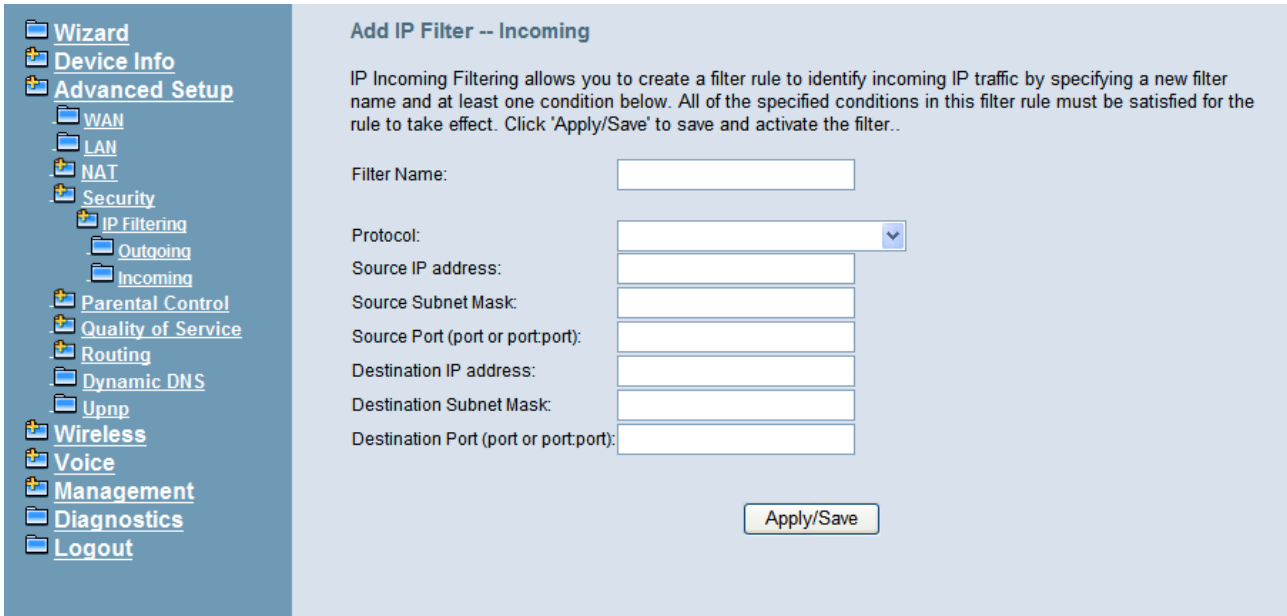 Wizard
Device Info
Advanced Setup
WAN
LAN
NAT
Security
IP Filtering
Outgoing
Incoming
Parental Control
Quality of Service
Routing
Dynamic DNS
Upnp
Wireless
Voice
Management
Diagnostics
Logout
Add IP Filter -- Incoming
IP Incoming Filtering allows you to create a filter rule to identify incoming IP traffic by specifying a new filter
name and at least one condition below. All of the specified conditions in this filter rule must be satisfied for the
rule to take effect. Click 'Apply/Save' to save and activate the filter..
Filter Name:
Protocol:
Source IP address:
Source Subnet Mask:
Source Port (port or port:port):
Destination IP address:
Destination Subnet Mask:
Destination Port (port or port:port):
Apply/Save